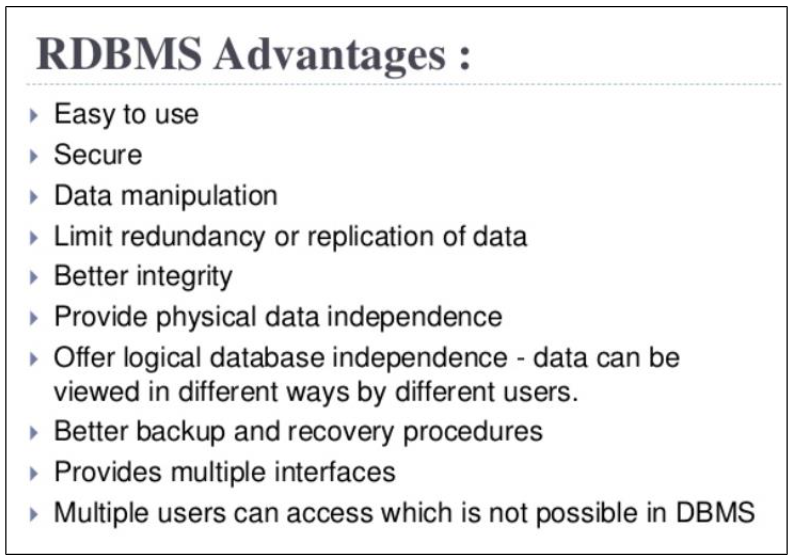 RDBMS Advantages :
Easy to use
Secure
Data manipulation
Limit redundancy or replication of data
Better integrity
Provide physical data independence
Offer logical database independence - data can be
viewed in different ways by different users.
Better backup and recovery procedures
Provides multiple interfaces
Multiple users can access which is not possible in DBMS